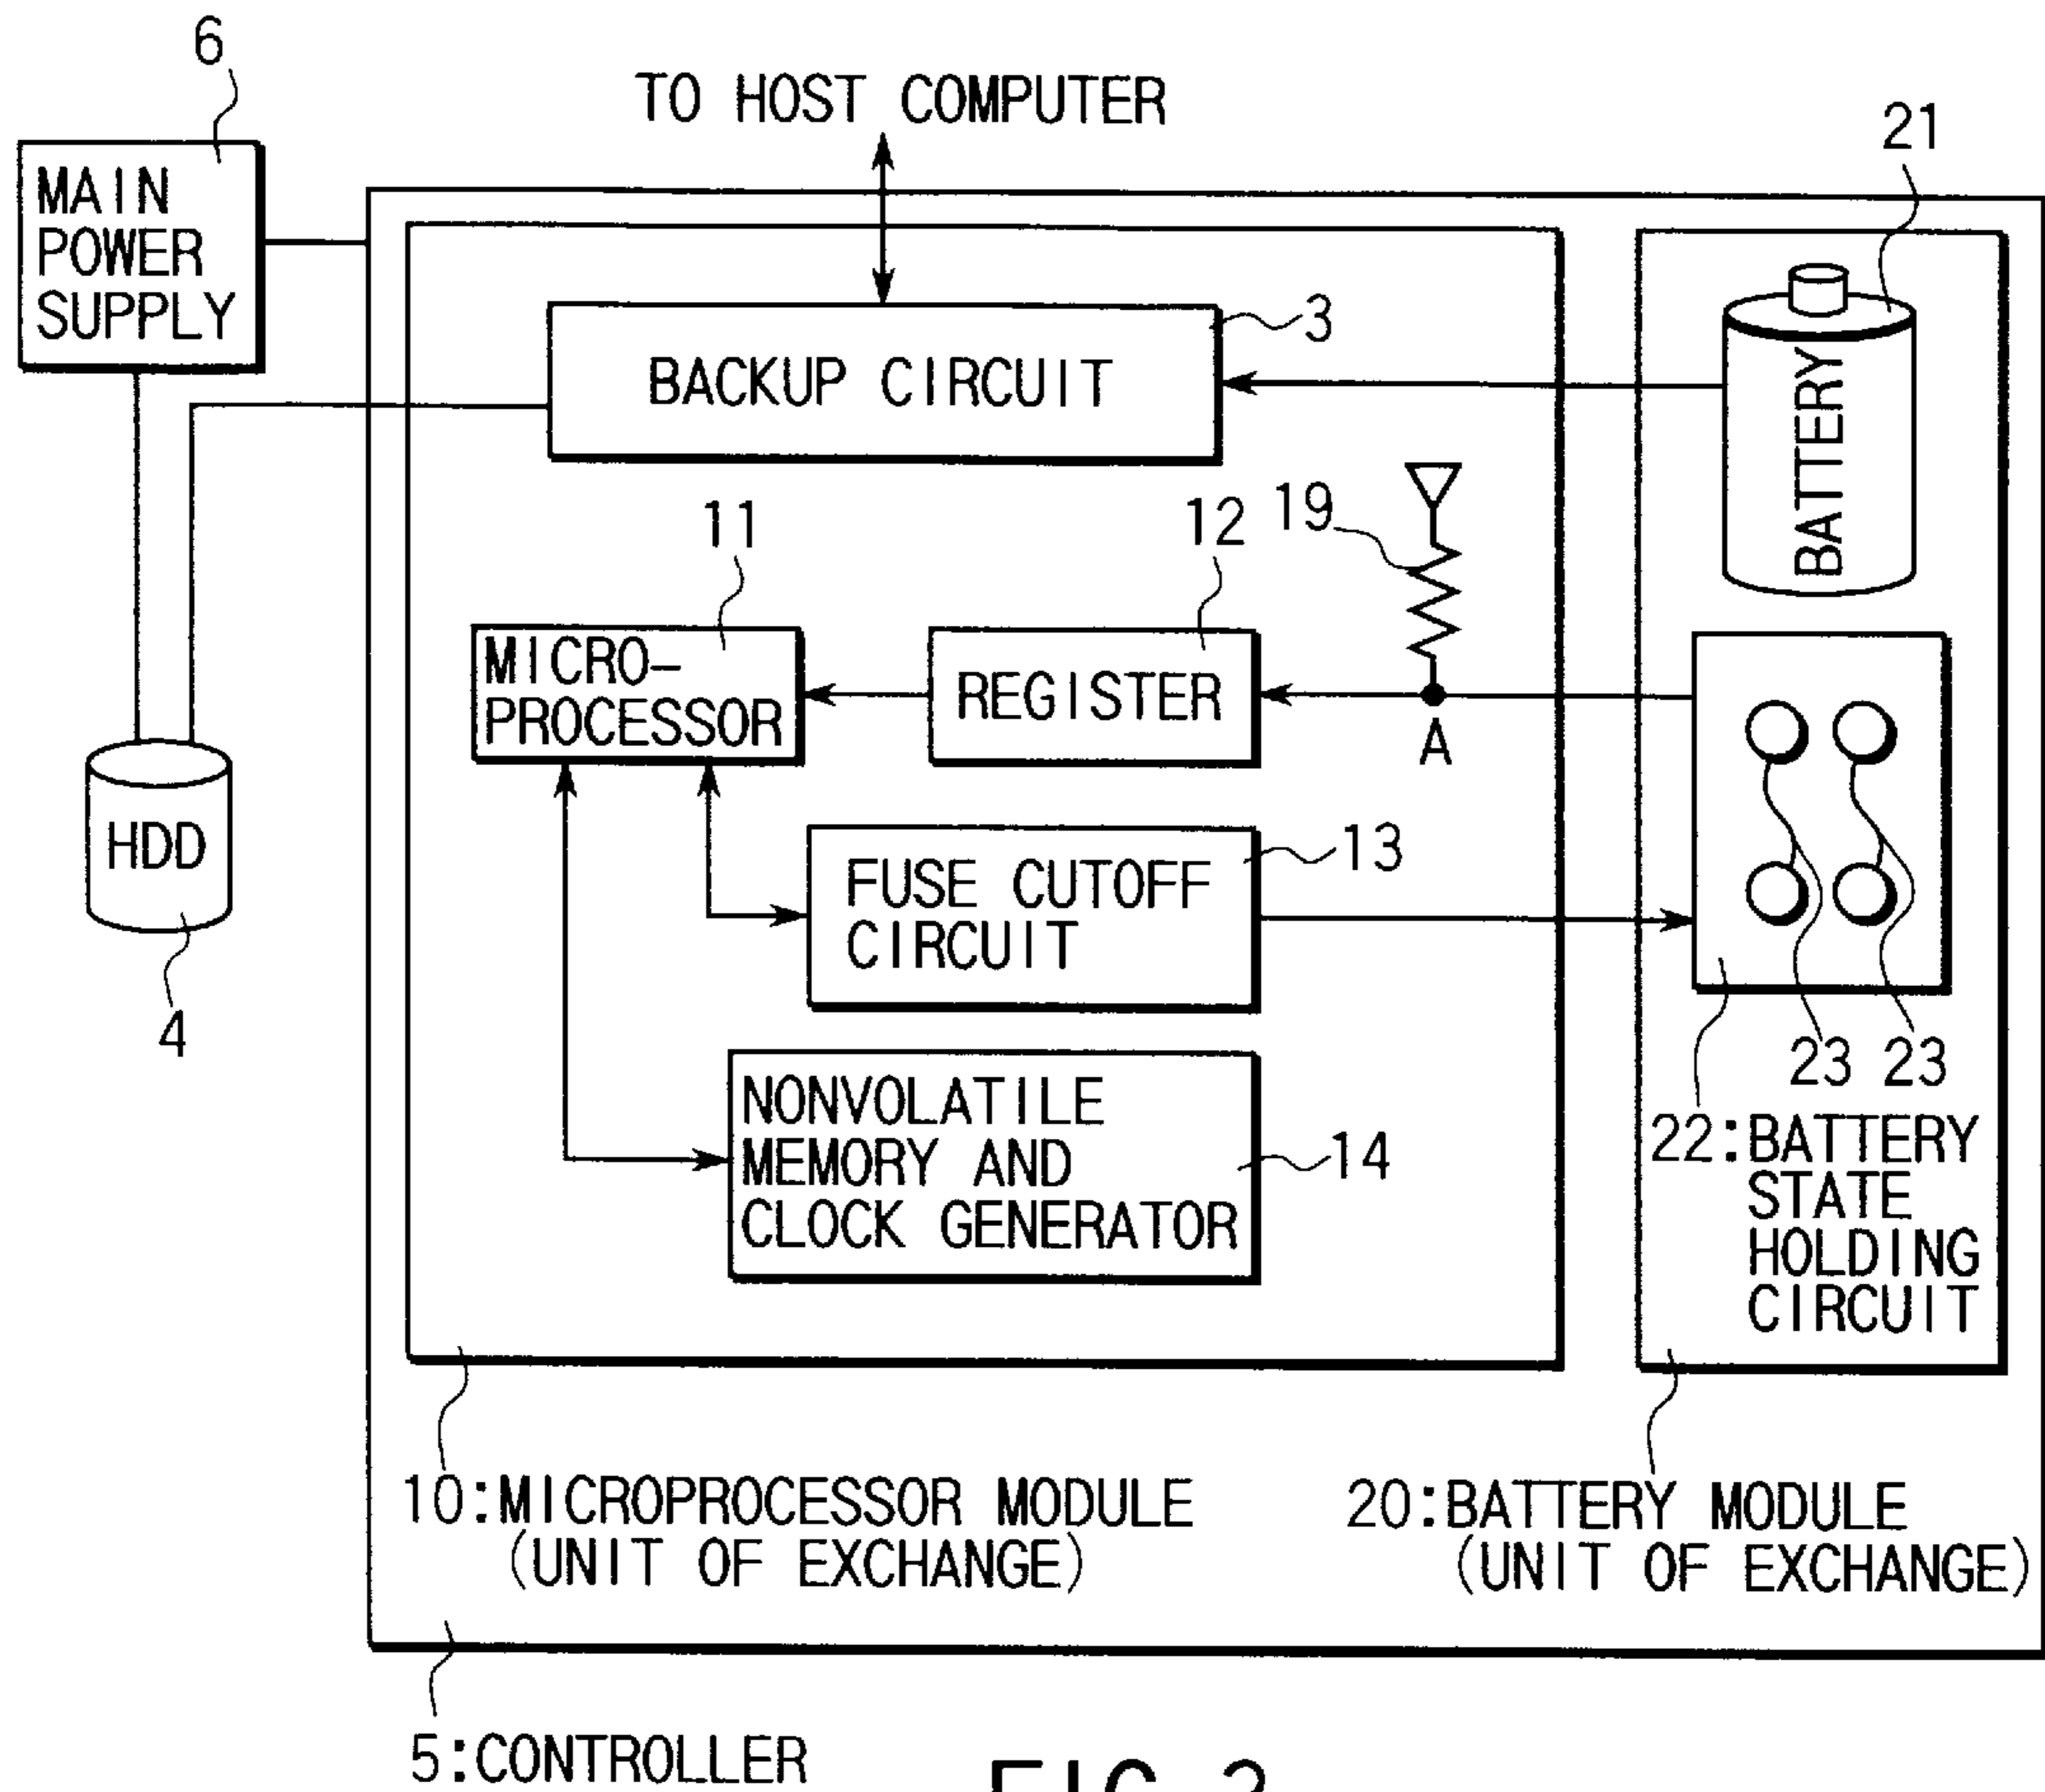 6
TO HOST COMPUTER
21
MAIN
POWER
SUPPLY
3
BACKUP CIRCUIT
BATTERY
11
12
19
MICRO-
PROCESSOR
REGISTER
A
HDD
4
13
FUSE CUTOFF
CIRCUIT
23
23
NONVOLATILE
MEMORY AND
CLOCK GENERATOR
14
22:BATTERY
STATE
HOLDING
CIRCUIT
10:MICROPROCESSOR MODULE
(UNIT OF EXCHANGE)
20:BATTERY MODULE
(UNIT OF EXCHANGE)
5:CONTROLLER